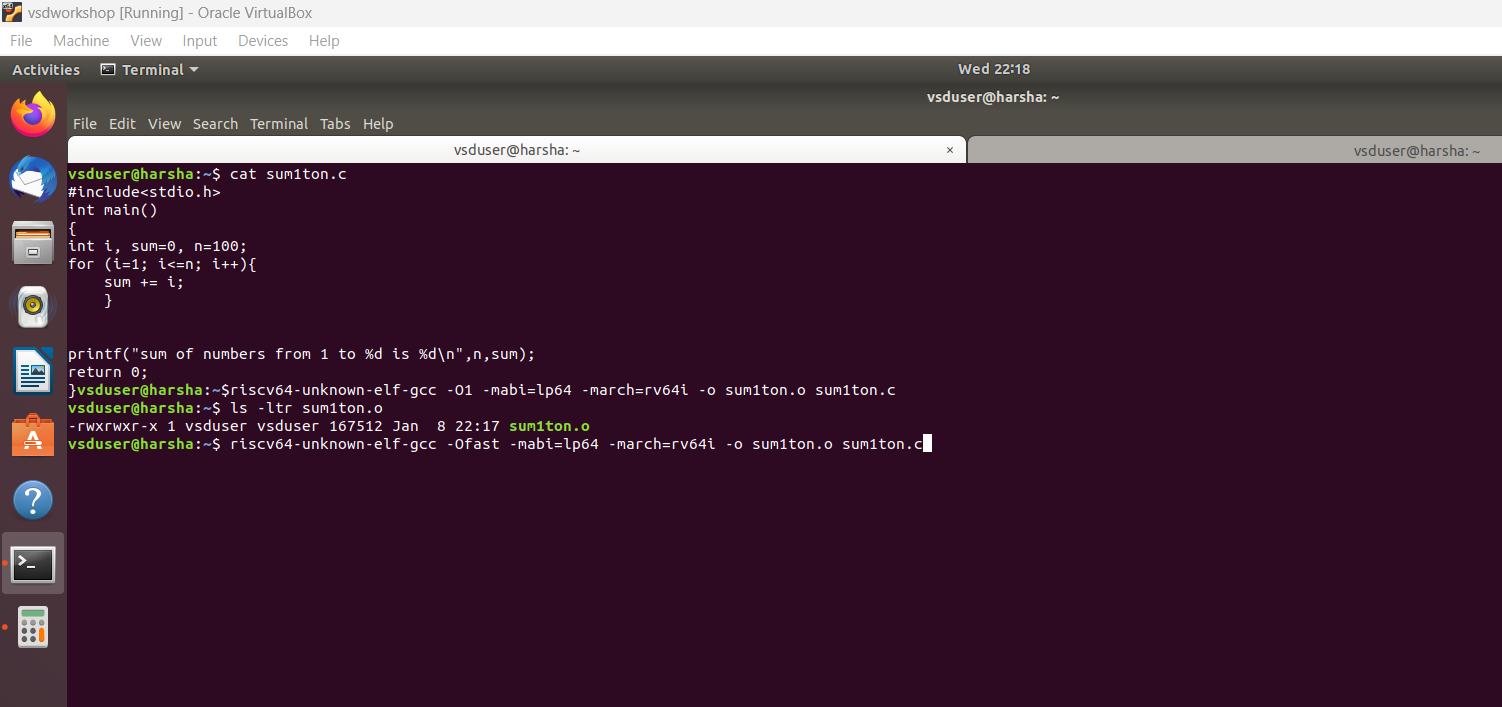 vsdworkshop [Running] - Oracle VirtualBox
File Machine View Input Devices Help
Activities Terminal Wed 22:18
vsduser@harsha: ~
File Edit View Search Terminal Tabs Help
vsduser@harsha: ~ × vsduser@harsha: ~
vsduser@harsha:~$ cat sum1ton.c
#include<stdio.h>
int main()
{
int i, sum=0, n=100;
for (i=1; i<=n; i++){
    sum += i;
    }
printf("sum of numbers from 1 to %d is %d\n",n,sum);
return 0;
}vsduser@harsha:~$riscv64-unknown-elf-gcc -O1 -mabi=lp64 -march=rv64i -o sum1ton.o sum1ton.c
vsduser@harsha:~$ ls -ltr sum1ton.o
-rwxrwxr-x 1 vsduser vsduser 167512 Jan  8 22:17 sum1ton.o
vsduser@harsha:~$ riscv64-unknown-elf-gcc -Ofast -mabi=lp64 -march=rv64i -o sum1ton.o sum1ton.c